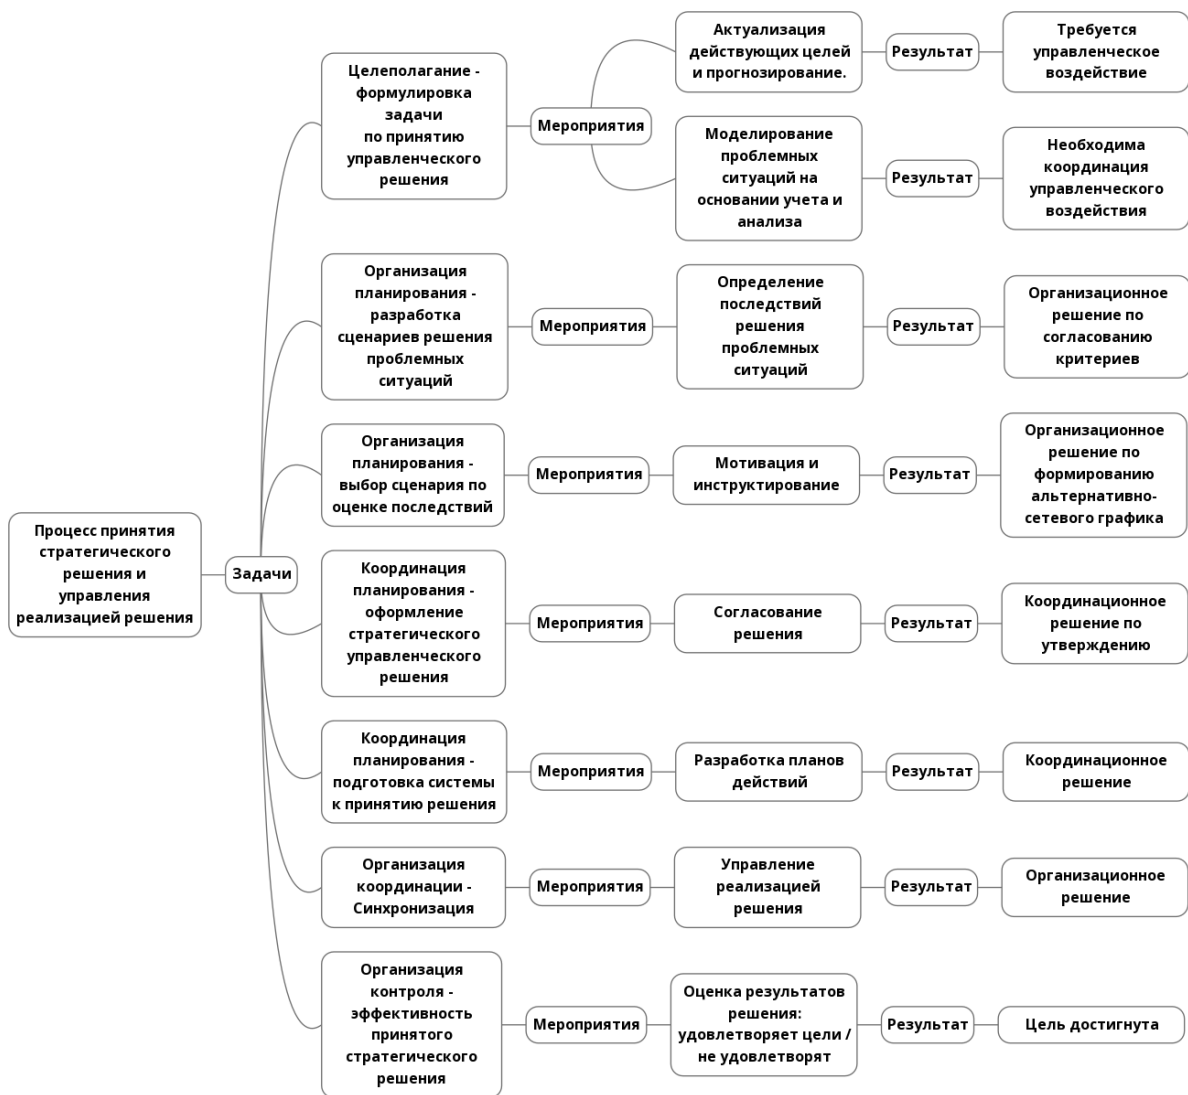 Процесс принятия
стратегического
решения и
управления
реализацией решения
Задачи
Целеполагание -
формулировка
задачи
по принятию
управленческого
решения
Мероприятия
Актуализация
действующих целей
и прогнозирование.
Результат
Требуется
управленческое
воздействие
Моделирование
проблемных
ситуаций на
основании учета и
анализа
Результат
Необходима
координация
управленческого
воздействия
Организация
планирования -
разработка
сценариев решения
проблемных
ситуаций
Мероприятия
Определение
последствий
решения
проблемных
ситуаций
Результат
Организационное
решение по
согласованию
критериев
Организация
планирования -
выбор сценария по
оценке последствий
Мероприятия
Мотивация и
инструктирование
Результат
Организационное
решение по
формированию
альтернативно-
сетевого графика
Координация
планирования -
оформление
стратегического
управленческого
решения
Мероприятия
Согласование
решения
Результат
Координационное
решение по
утверждению
Координация
планирования -
подготовка системы
к принятию решения
Мероприятия
Разработка планов
действий
Результат
Координационное
решение
Организация
координации -
Синхронизация
Мероприятия
Управление
реализацией
решения
Результат
Организационное
решение
Организация
контроля -
эффективность
принятого
стратегического
решения
Мероприятия
Оценка результатов
решения:
удовлетворяет цели /
не удовлетворят
Результат
Цель достигнута